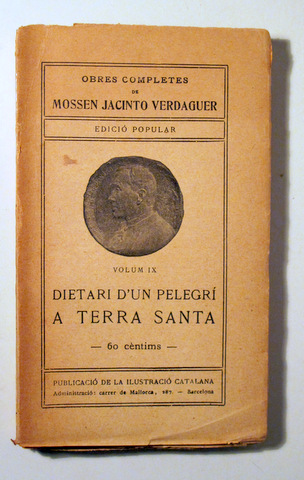 OBRES COMPLETES
DE
MOSSEN JACINTO VERDAGUER
EDICIÓ POPULAR
VOLUM IX
DIETARI D'UN PELEGRÍ
A TERRA SANTA
— 60 cèntims —
PUBLICACIÓ DE LA ILUSTRACIÓ CATALANA
Administració: carrer de Mallorca, 287. — Barcelona